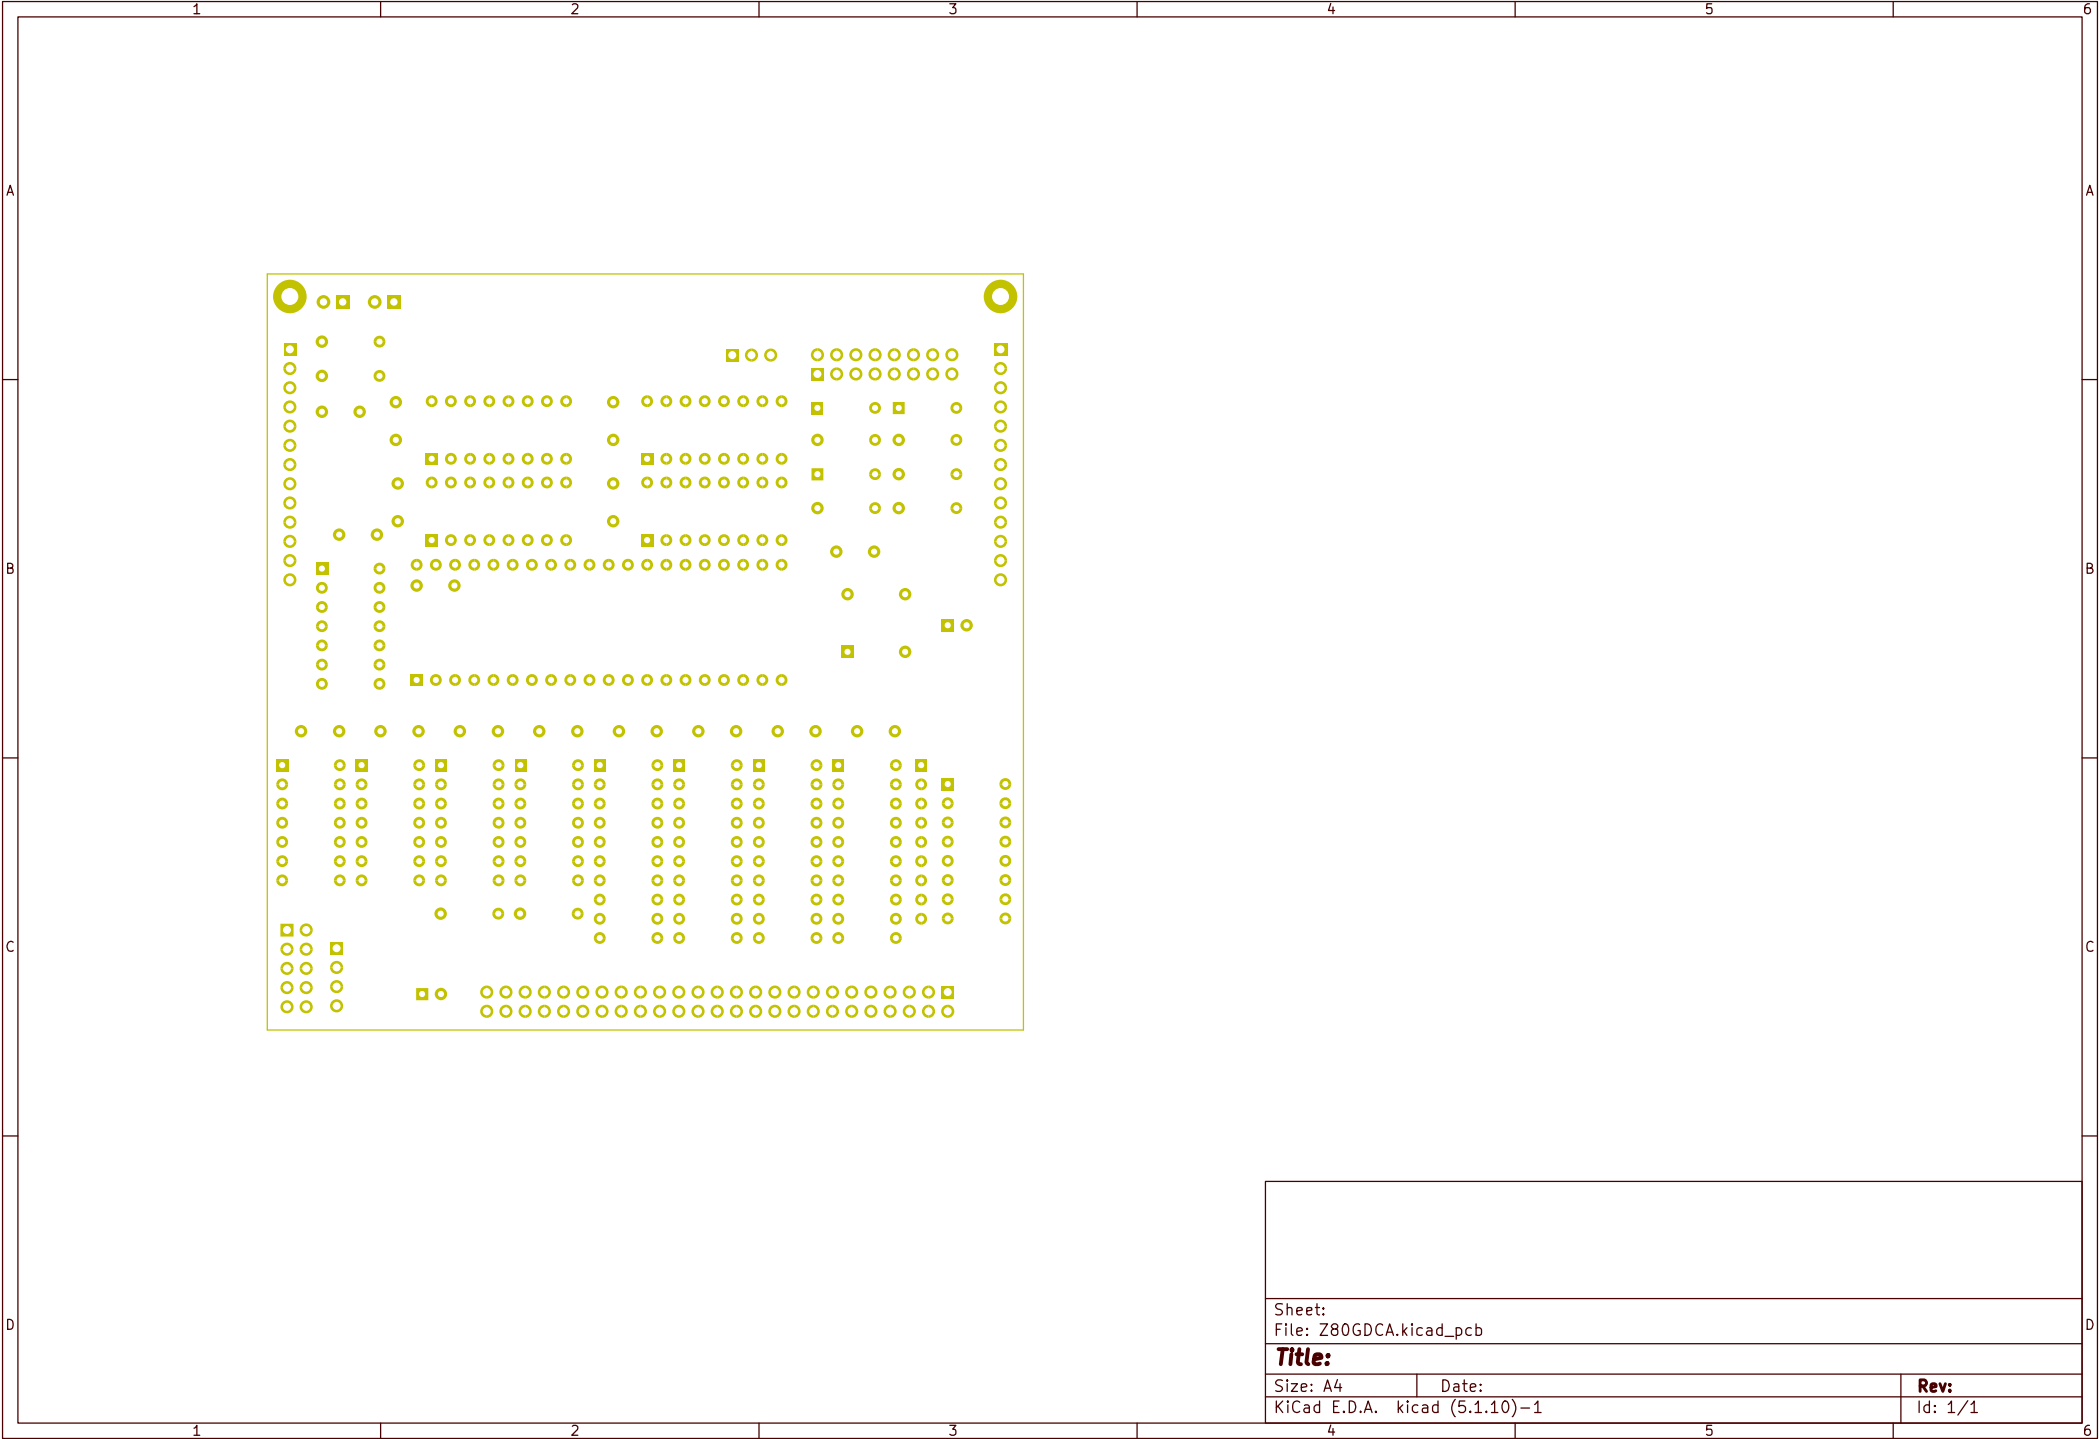 1 2 3 4 5 6
A A
B B
C C
Sheet:
D File: Z80GDCA.kicad_pcb D
Title:
Size: A4 Date: Rev:
KiCad E.D.A. kicad (5.1.10)-1 Id: 1/1
1 2 3 4 5 6